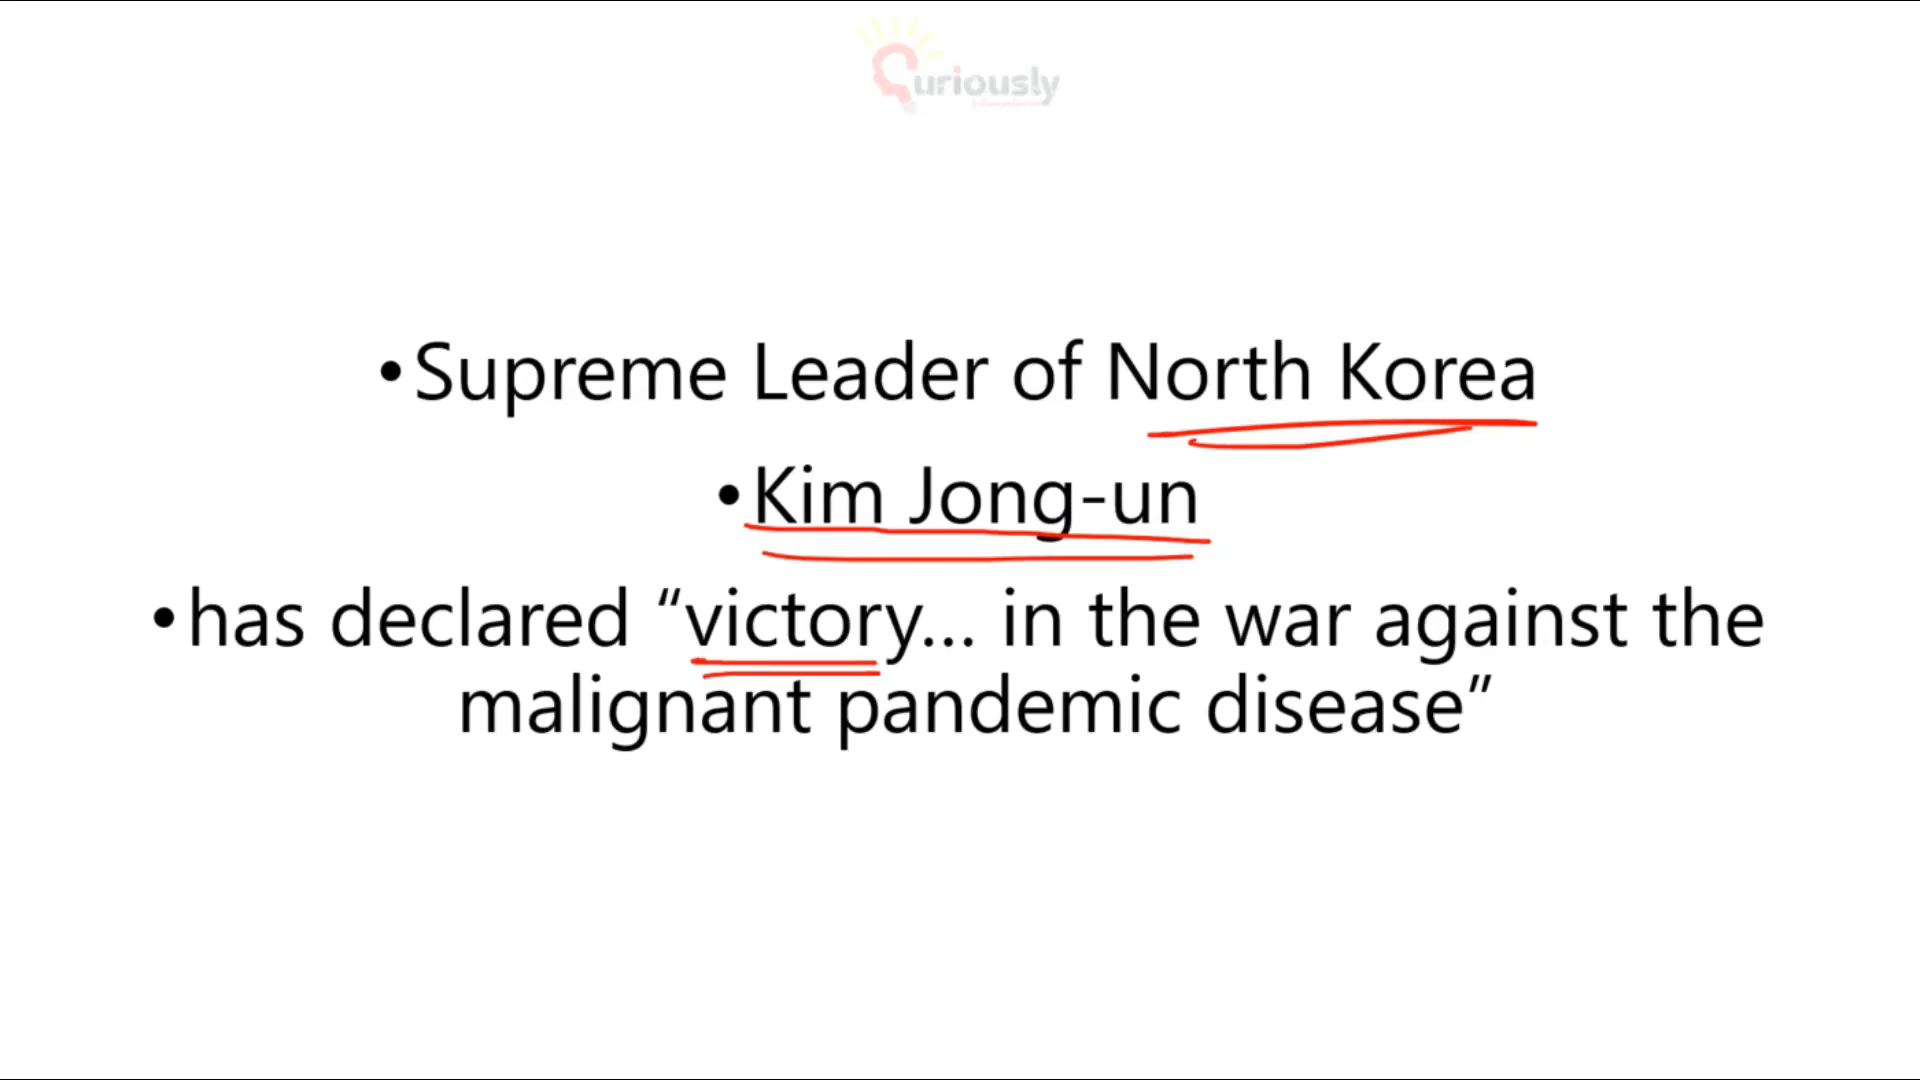 Curiously
•Supreme Leader of North Korea
•Kim Jong-un
•has declared “victory… in the war against the
malignant pandemic disease”